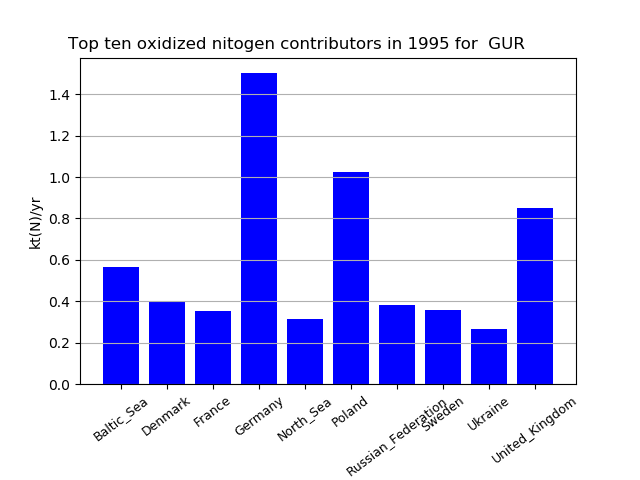 Top ten oxidized nitogen contributors in 1995 for  GUR
kt(N)/yr
1.4
1.2
1.0
0.8
0.6
0.4
0.2
0.0
Baltic_Sea
Denmark
France
Germany
North_Sea
Poland
Russian_Federation
Sweden
Ukraine
United_Kingdom